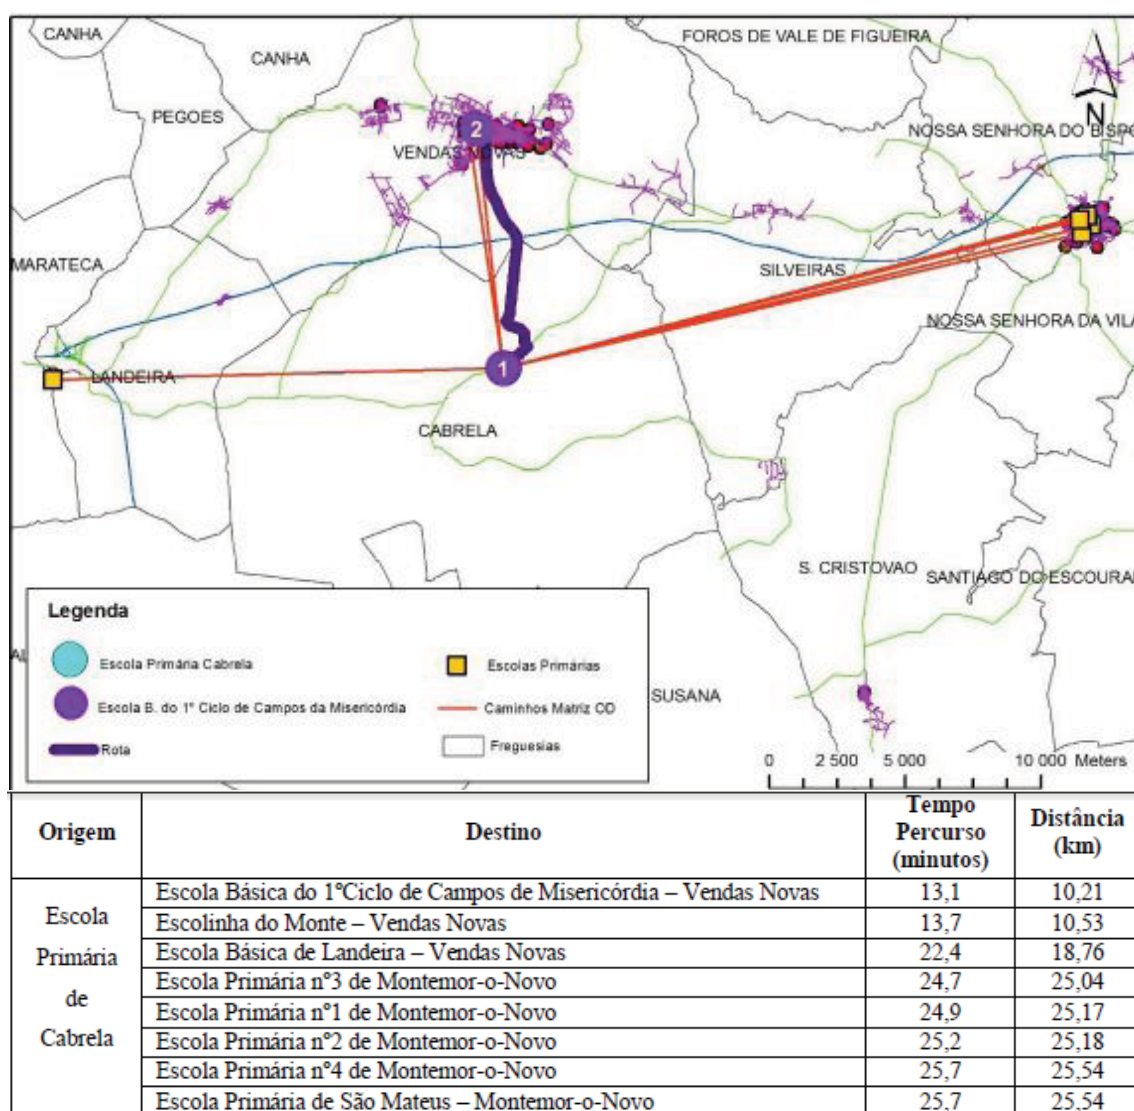 CANHA
CANHA
FOROS DE VALE DE FIGUEIRA
PEGOES
N
NOSSA SENHORA DO BISPO
2
VENDAS NOVAS
MARATECA
SILVEIRAS
NOSSA SENHORA DA VILA
1
LANDEIRA
CABRELA
S. CRISTOVAO
SANTIAGO DO ESCOURAL
SUSANA
Legenda
Escola Primária Cabrela
Escolas Primárias
Escola B. do 1º Ciclo de Campos da Misericórdia
Caminhos Matriz OD
Rota
Freguesias
0 2 500 5 000 10 000 Meters
Origem Destino Tempo Percurso (minutos) Distância (km)
Escola Primária de Cabrela
Escola Básica do 1ºCiclo de Campos de Misericórdia – Vendas Novas 13,1 10,21
Escolinha do Monte – Vendas Novas 13,7 10,53
Escola Básica de Landeira – Vendas Novas 22,4 18,76
Escola Primária nº3 de Montemor-o-Novo 24,7 25,04
Escola Primária nº1 de Montemor-o-Novo 24,9 25,17
Escola Primária nº2 de Montemor-o-Novo 25,2 25,18
Escola Primária nº4 de Montemor-o-Novo 25,7 25,54
Escola Primária de São Mateus – Montemor-o-Novo 25,7 25,54